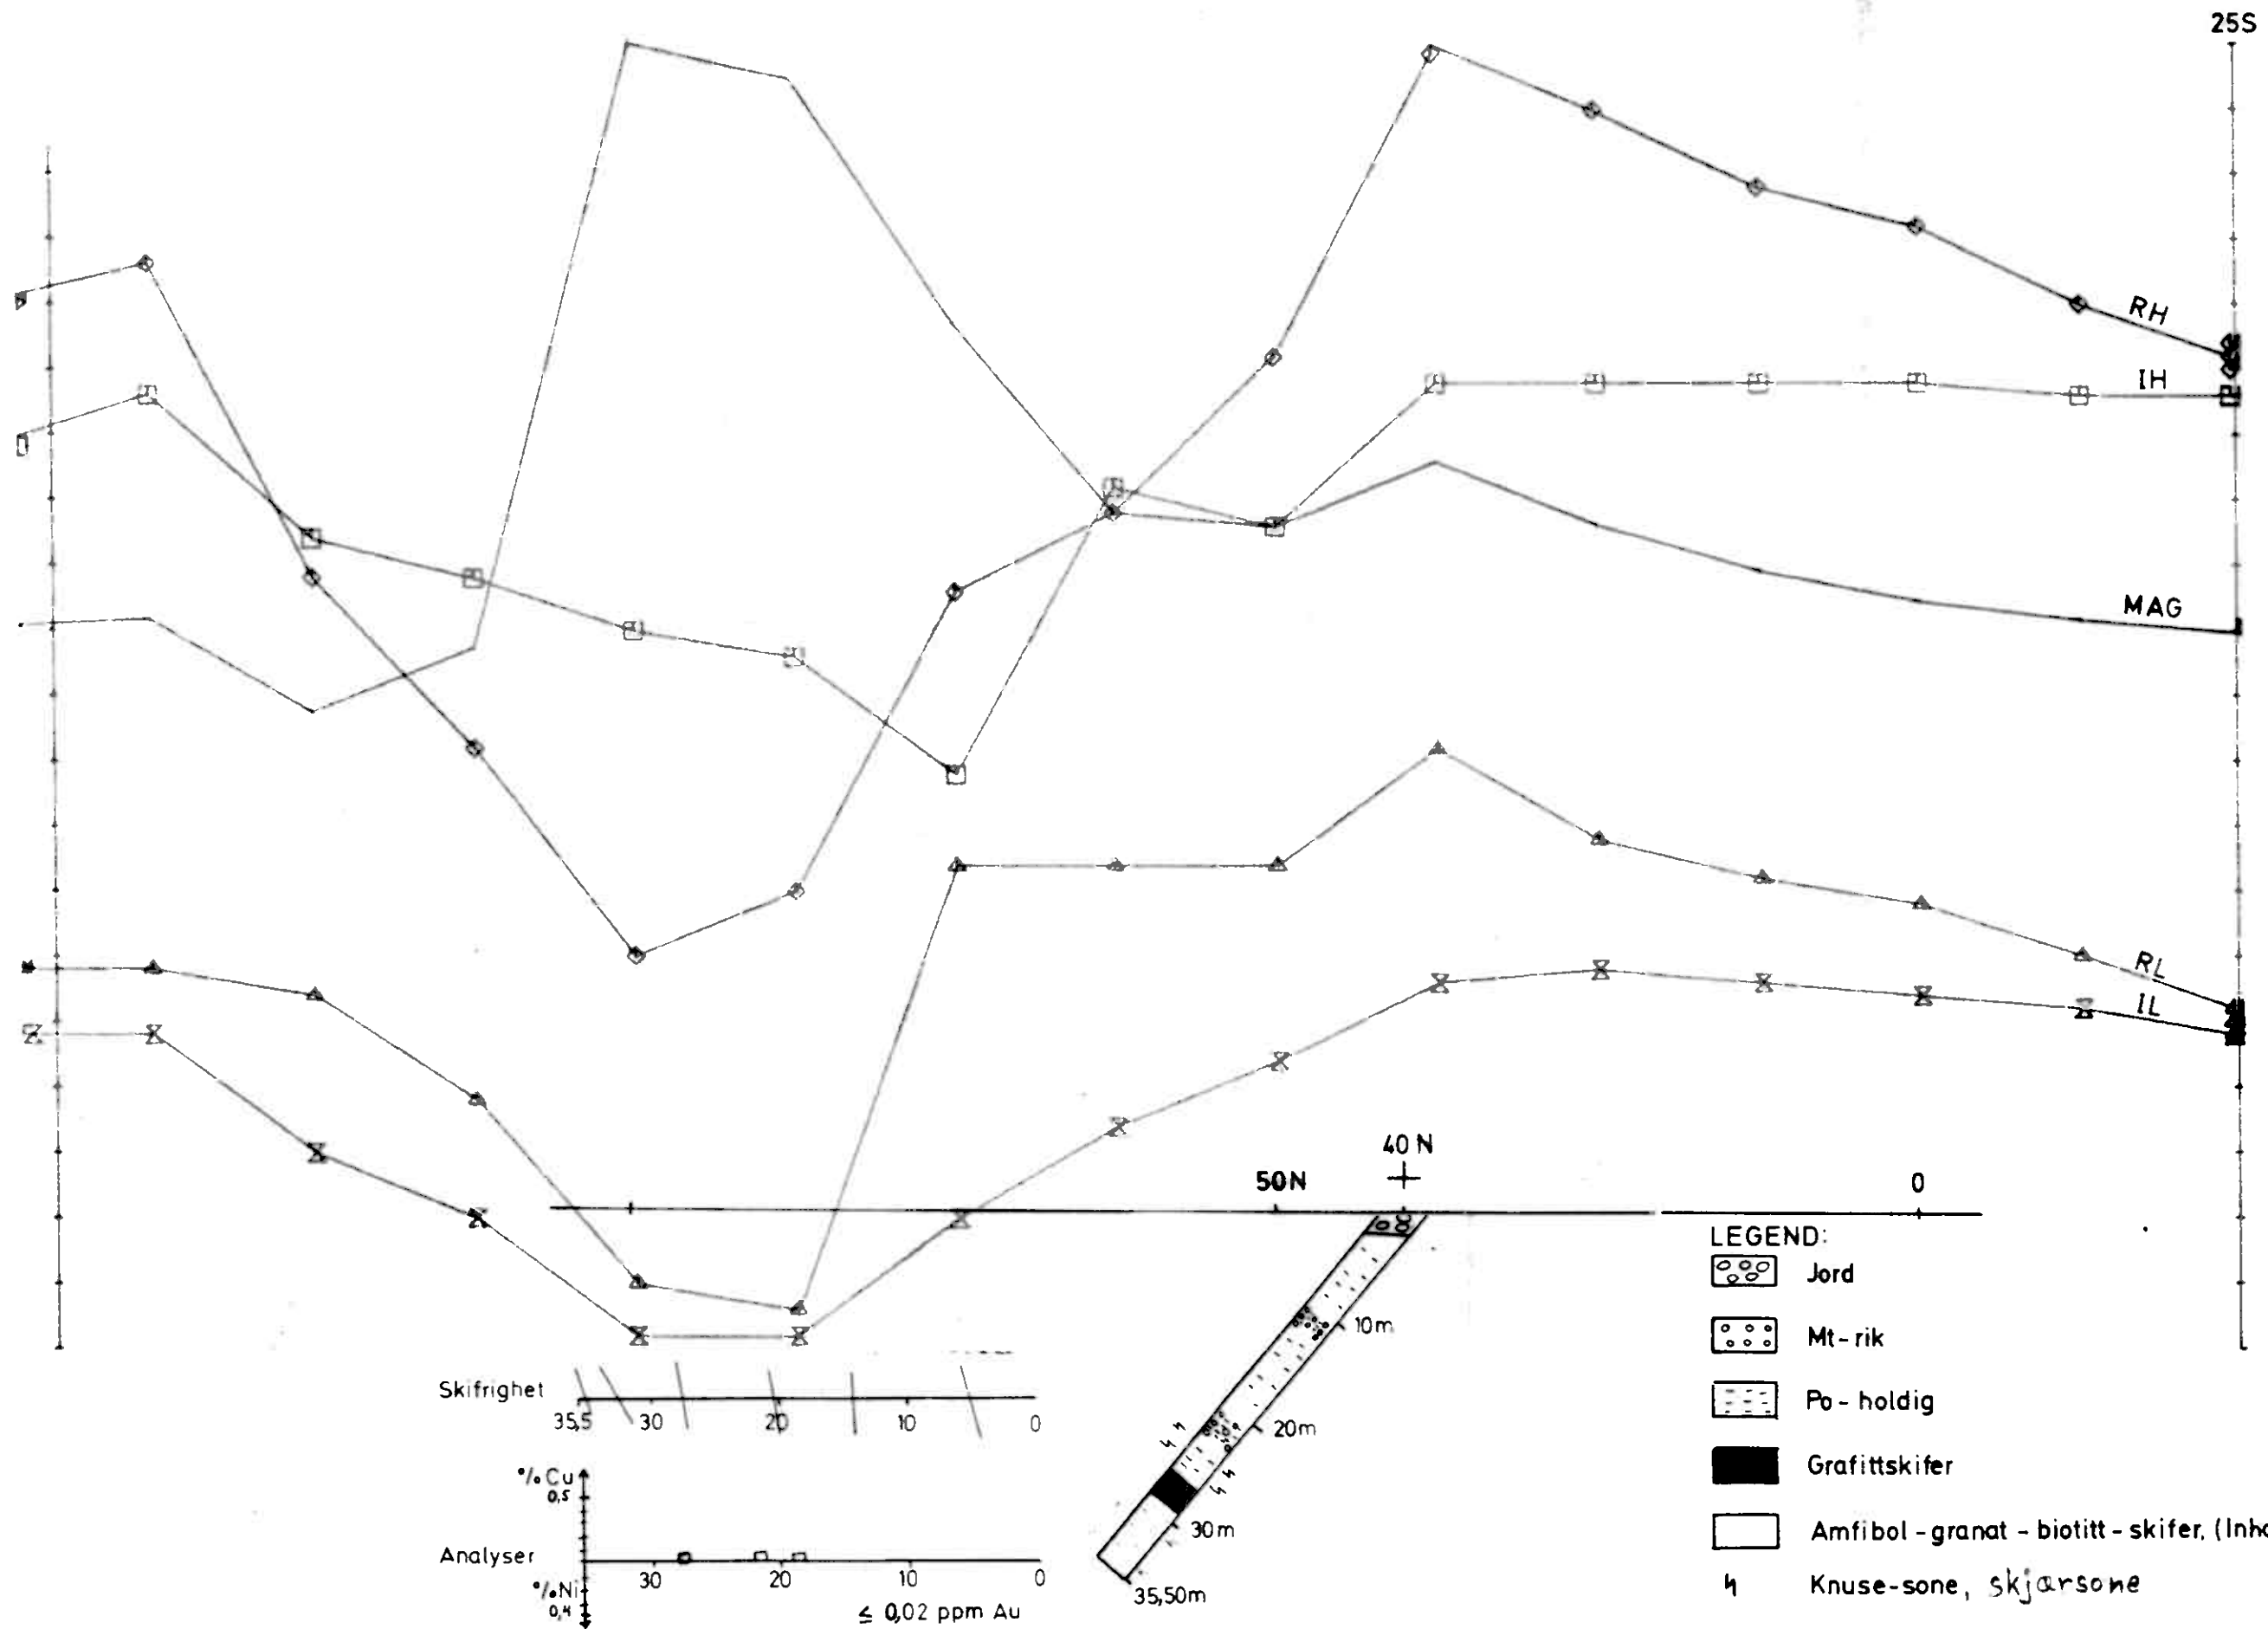 25S
RH
IH
MAG
RL
IL
40 N
50N
0
LEGEND:
Jord
Mt-rik
Po-holdig
Grafittskifer
Amfibol-granat-biotitt-skifer. (Inho
Knuse-sone, skjærsone
10m
20m
30m
35,50m
Skifrighet
35,5 30 20 10 0
%Cu
0,5
Analyser
%Ni
0,4
30 20 10 0
≤ 0,02 ppm Au